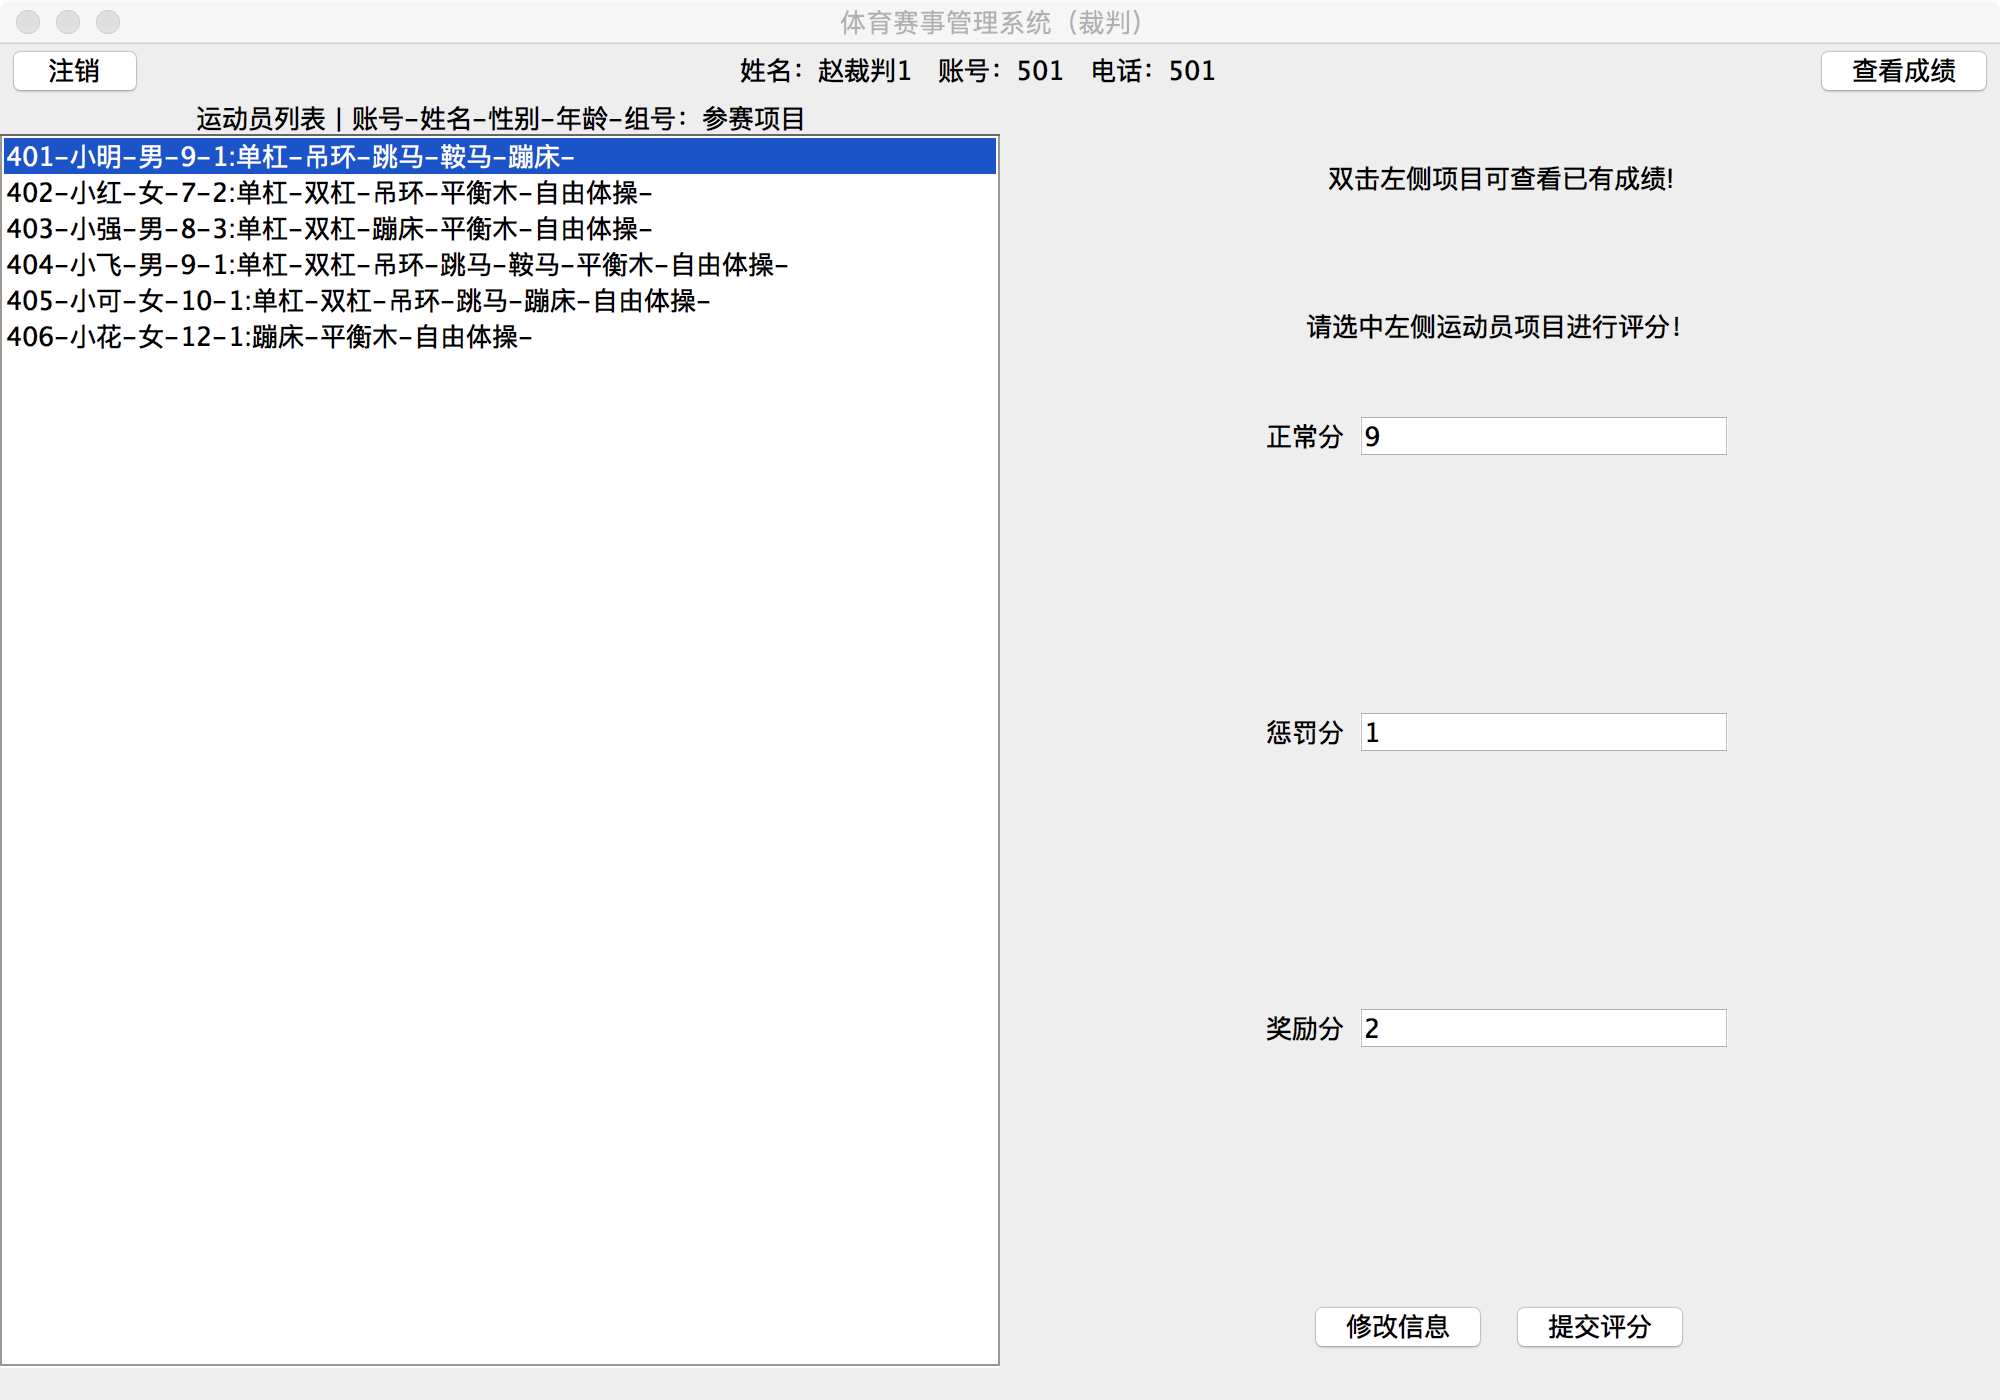 体育赛事管理系统（裁判）
注销
姓名：赵裁判1 账号：501 电话：501
查看成绩
运动员列表 | 账号-姓名-性别-年龄-组号：参赛项目
401-小明-男-9-1:单杠-吊环-跳马-鞍马-蹦床-
402-小红-女-7-2:单杠-双杠-吊环-平衡木-自由体操-
403-小强-男-8-3:单杠-双杠-蹦床-平衡木-自由体操-
404-小飞-男-9-1:单杠-双杠-吊环-跳马-鞍马-平衡木-自由体操-
405-小可-女-10-1:单杠-双杠-吊环-跳马-蹦床-自由体操-
406-小花-女-12-1:蹦床-平衡木-自由体操-
双击左侧项目可查看已有成绩!
请选中左侧运动员项目进行评分!
正常分 9
惩罚分 1
奖励分 2
修改信息
提交评分